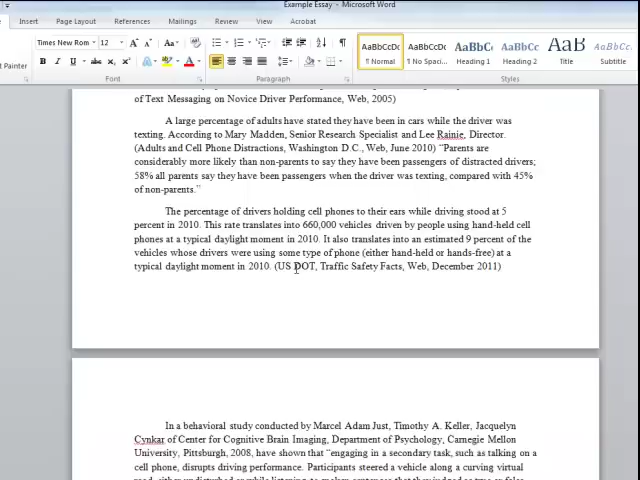 Example Essay - Microsoft Word
Insert Page Layout References Mailings Review View Acrobat
Times New Rom 12 Aa
Painter
B I U abc x₂ x² A A
AaBbCcDc AaBbCcDc AaBbC AaBbCc AaB AaBbCc
¶ Normal ¶ No Spaci... Heading 1 Heading 2 Title Subtitle
Font Paragraph Styles
of Text Messaging on Novice Driver Performance, Web, 2005)
A large percentage of adults have stated they have been in cars while the driver was
texting. According to Mary Madden, Senior Research Specialist and Lee Rainie, Director.
(Adults and Cell Phone Distractions, Washington D.C., Web, June 2010) “Parents are
considerably more likely than non-parents to say they have been passengers of distracted drivers;
58% all parents say they have been passengers when the driver was texting, compared with 45%
of non-parents.”
The percentage of drivers holding cell phones to their ears while driving stood at 5
percent in 2010. This rate translates into 660,000 vehicles driven by people using hand-held cell
phones at a typical daylight moment in 2010. It also translates into an estimated 9 percent of the
vehicles whose drivers were using some type of phone (either hand-held or hands-free) at a
typical daylight moment in 2010. (US DOT, Traffic Safety Facts, Web, December 2011)
In a behavioral study conducted by Marcel Adam Just, Timothy A. Keller, Jacquelyn
Cynkar of Center for Cognitive Brain Imaging, Department of Psychology, Carnegie Mellon
University, Pittsburgh, 2008, have shown that “engaging in a secondary task, such as talking on a
cell phone, disrupts driving performance. Participants steered a vehicle along a curving virtual